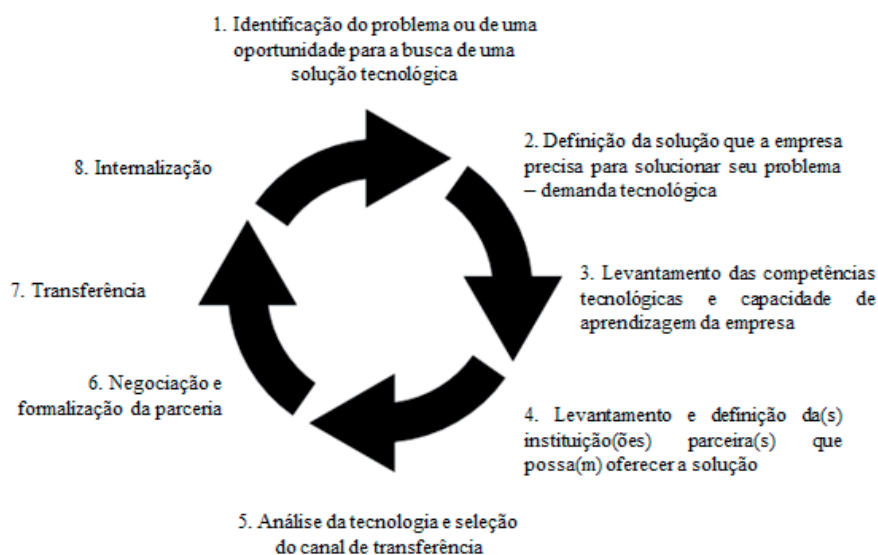 1. Identificação do problema ou de uma
oportunidade para a busca de uma
solução tecnológica
2. Definição da solução que a empresa
precisa para solucionar seu problema
– demanda tecnológica
3. Levantamento das competências
tecnológicas e capacidade de
aprendizagem da empresa
4. Levantamento e definição da(s)
instituição(ões) parceira(s) que
possa(m) oferecer a solução
5. Análise da tecnologia e seleção
do canal de transferência
6. Negociação e
formalização da parceria
7. Transferência
8. Internalização